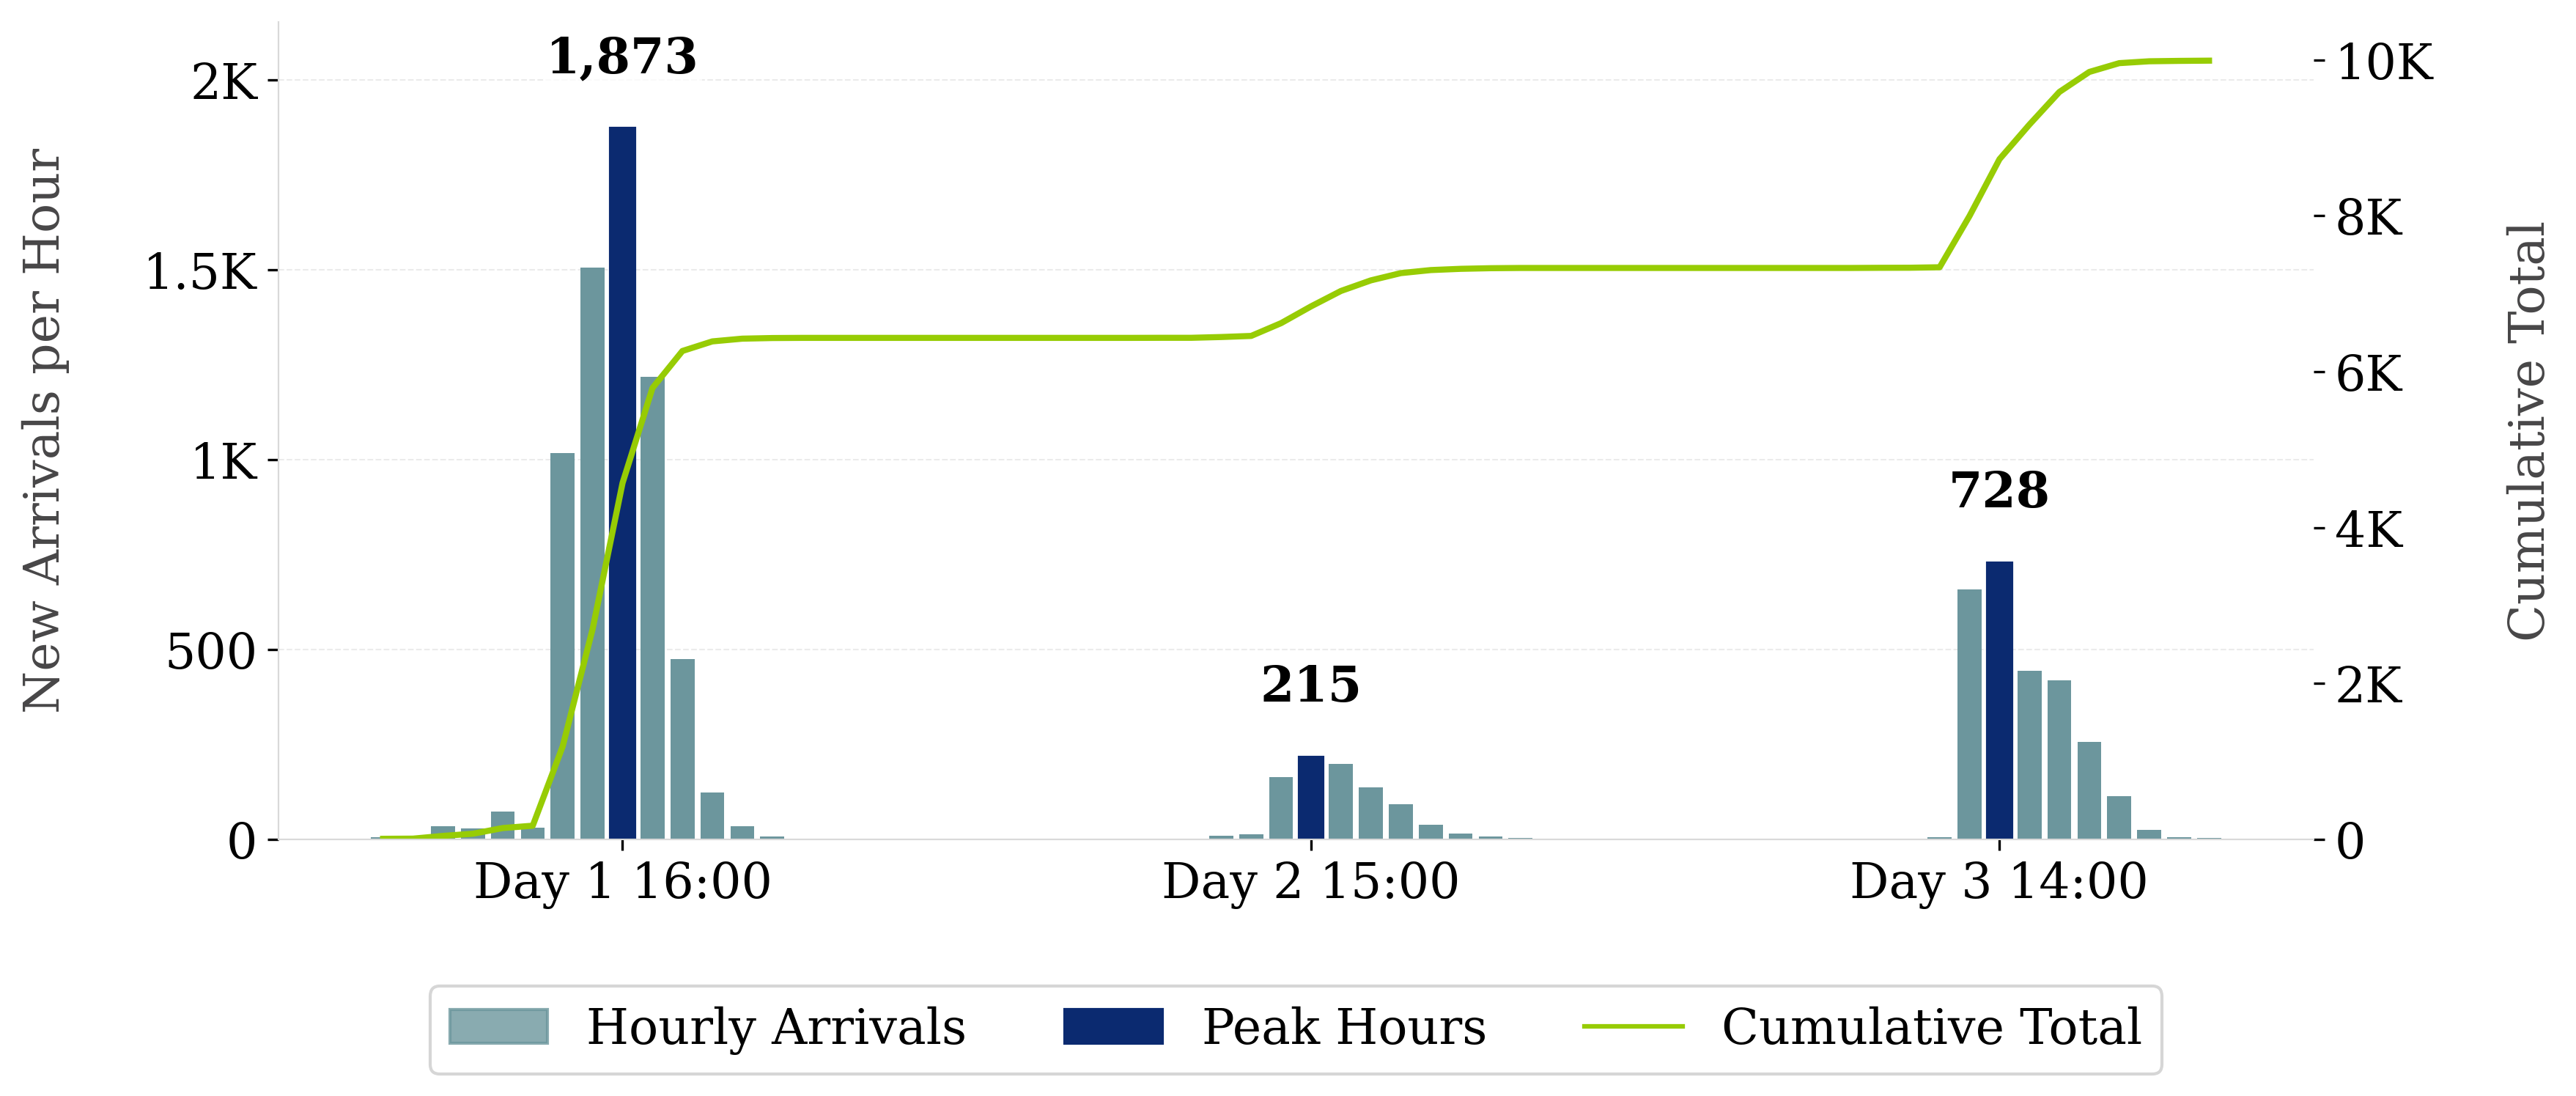 New Arrivals per Hour
2K
1.5K
1K
500
0
1,873
215
728
10K
8K
6K
4K
2K
0
Cumulative Total
Day 1 16:00
Day 2 15:00
Day 3 14:00
Hourly Arrivals
Peak Hours
Cumulative Total